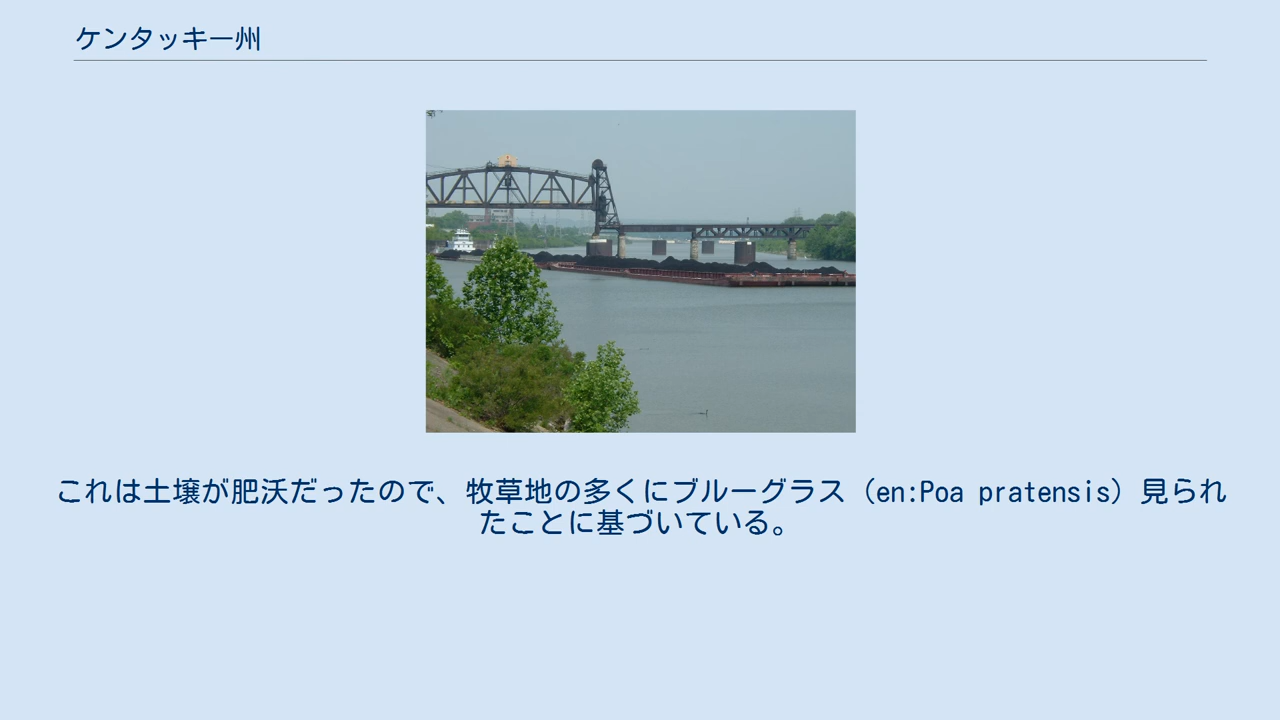 ケンタッキー州
これは土壌が肥沃だったので、牧草地の多くにブルーグラス（en:Poa pratensis）見られ
たことに基づいている。